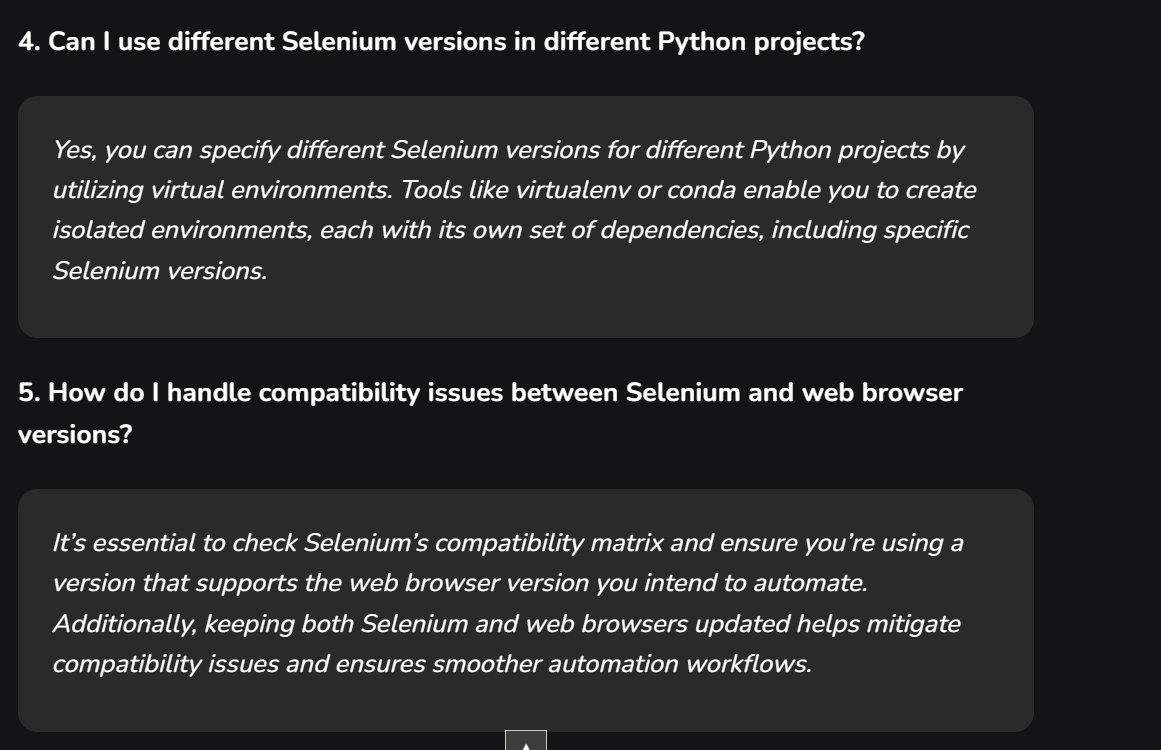 4. Can I use different Selenium versions in different Python projects?
Yes, you can specify different Selenium versions for different Python projects by
utilizing virtual environments. Tools like virtualenv or conda enable you to create
isolated environments, each with its own set of dependencies, including specific
Selenium versions.
5. How do I handle compatibility issues between Selenium and web browser
versions?
It’s essential to check Selenium’s compatibility matrix and ensure you’re using a
version that supports the web browser version you intend to automate.
Additionally, keeping both Selenium and web browsers updated helps mitigate
compatibility issues and ensures smoother automation workflows.